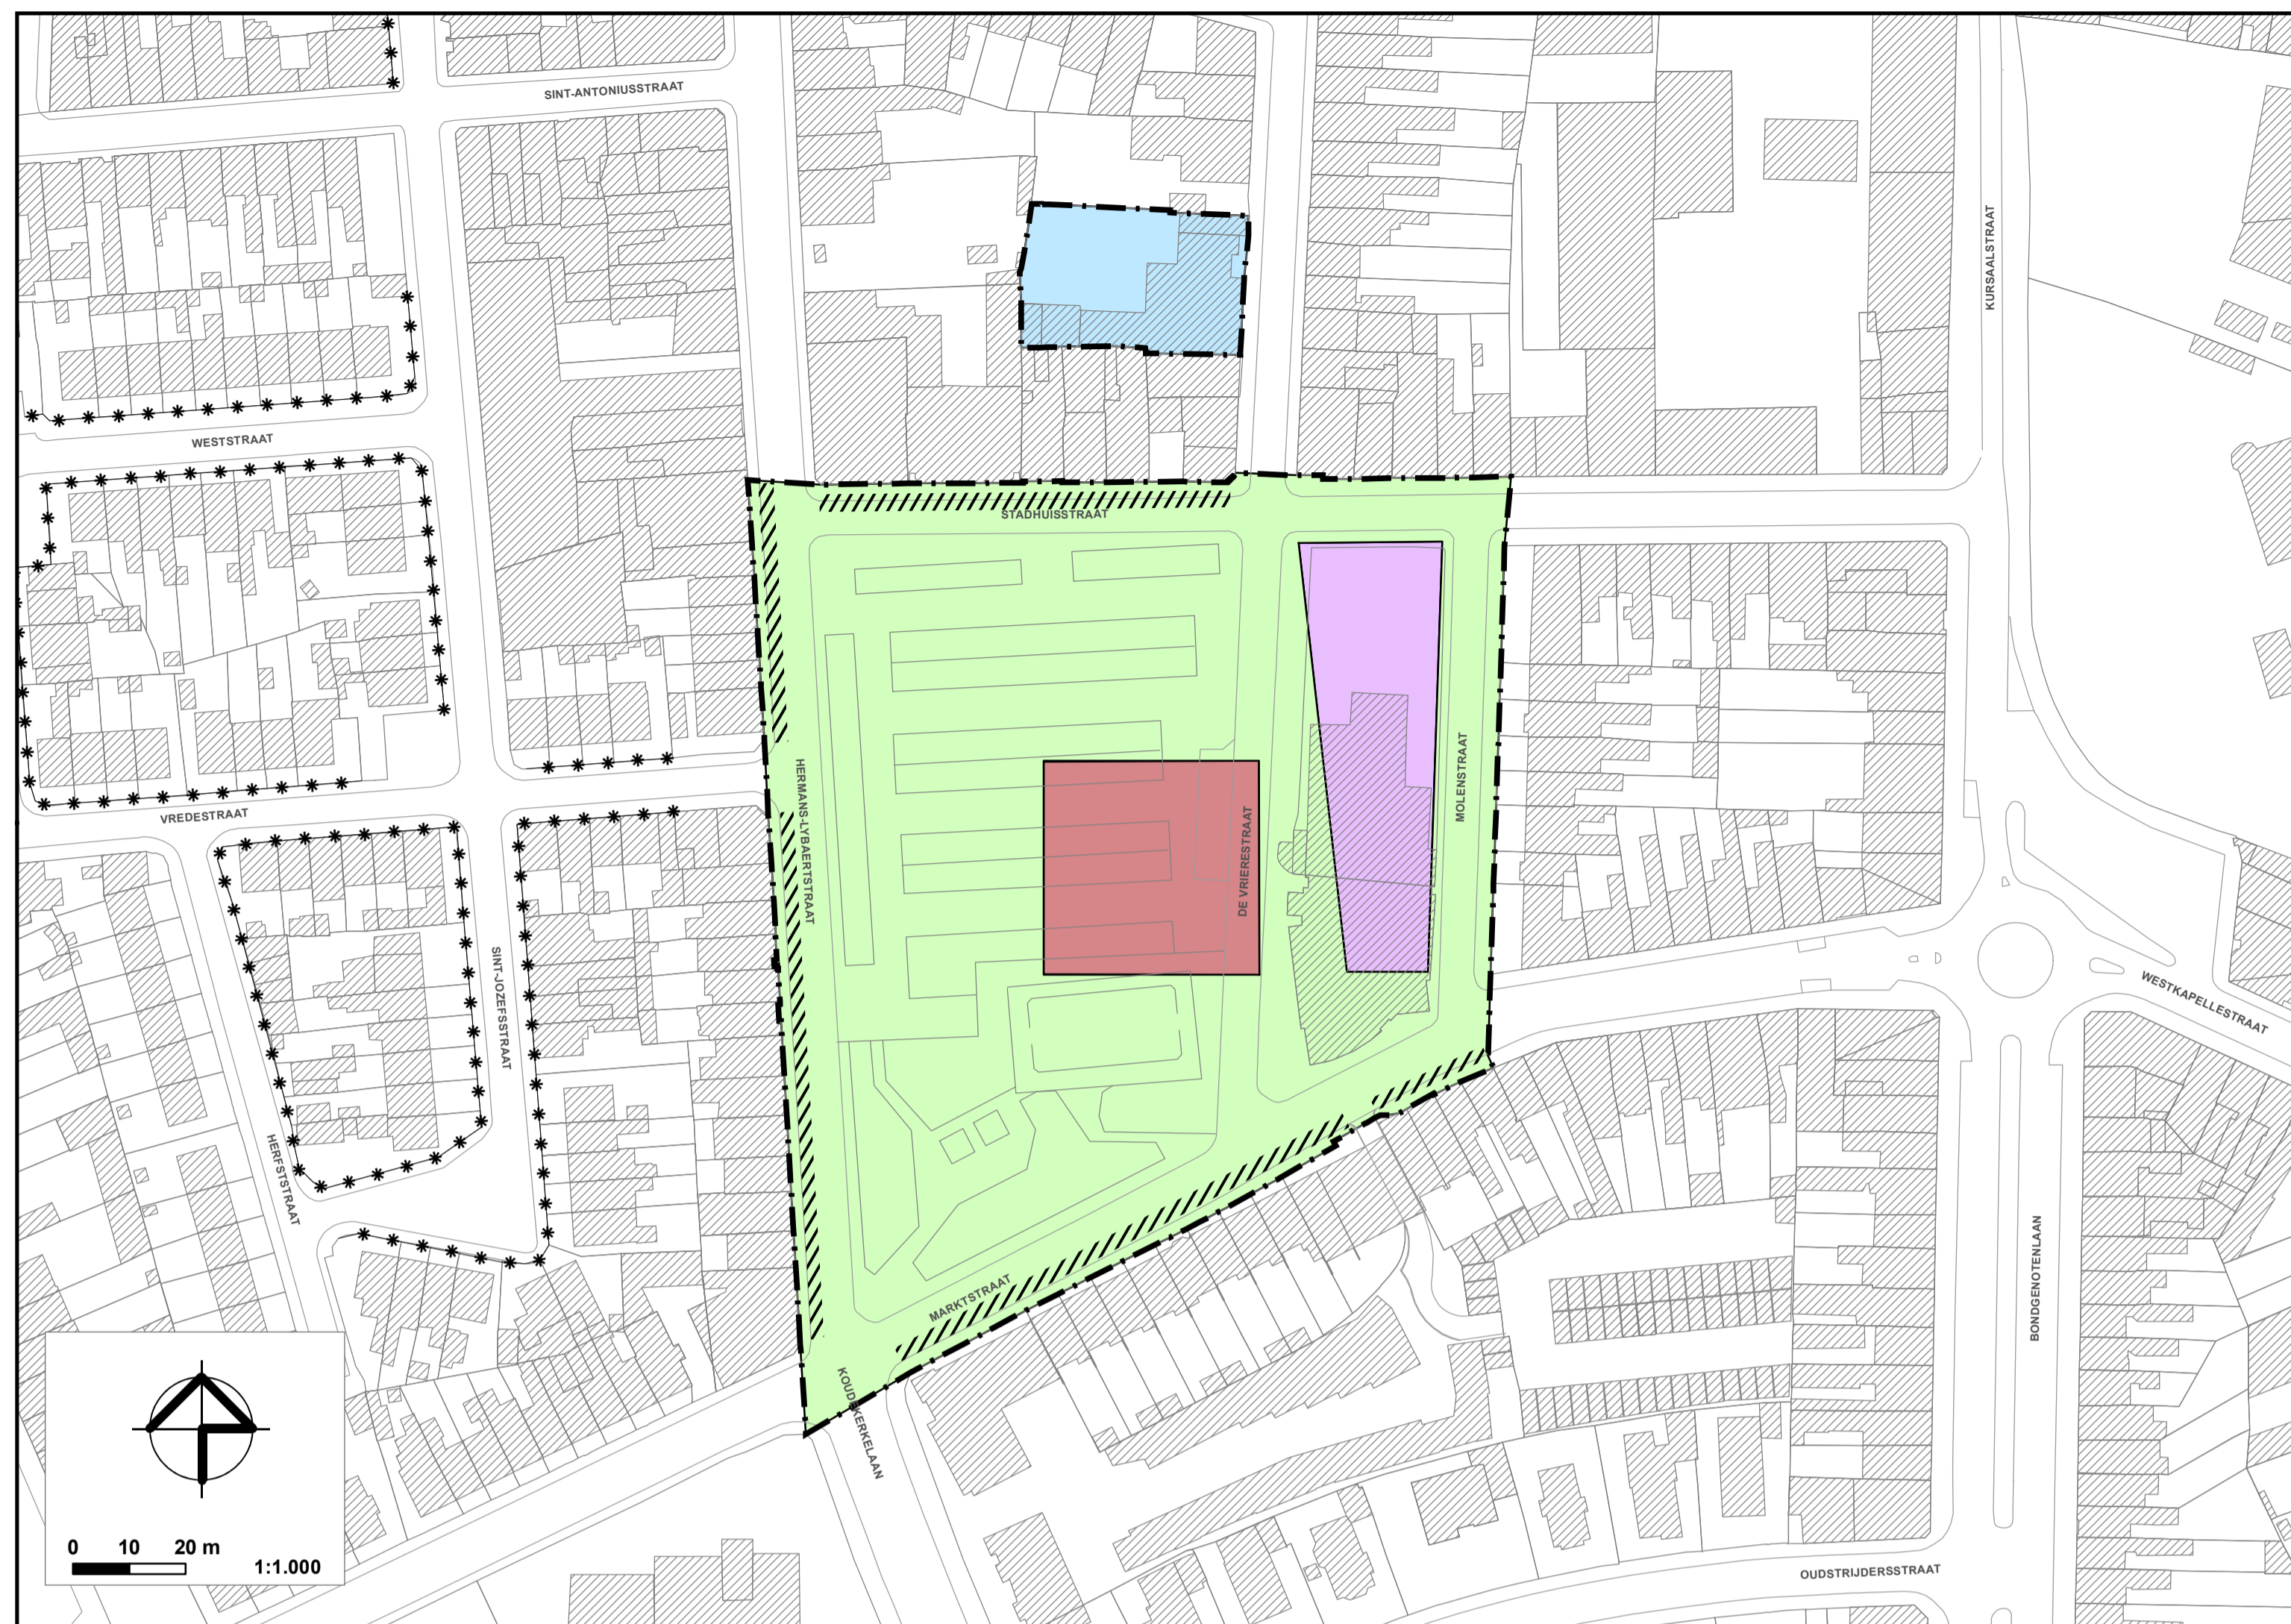 SINT-ANTONIUSSTRAAT
KURSAALSTRAAT
WESTSTRAAT
STADHUISSTRAAT
HERMANS-LYBAERTSTRAAT
MOLENSTRAAT
DE VRIERESTRAAT
VREDESTRAAT
SINT-JOZEFSSTRAAT
WESTKAPELLESTRAAT
HERFSTSTRAAT
MARKTSTRAAT
BONDGENOTENLAAN
KOUDEKERKELAAN
0 10 20 m
1:1.000
OUDSTRIJDERSSTRAAT